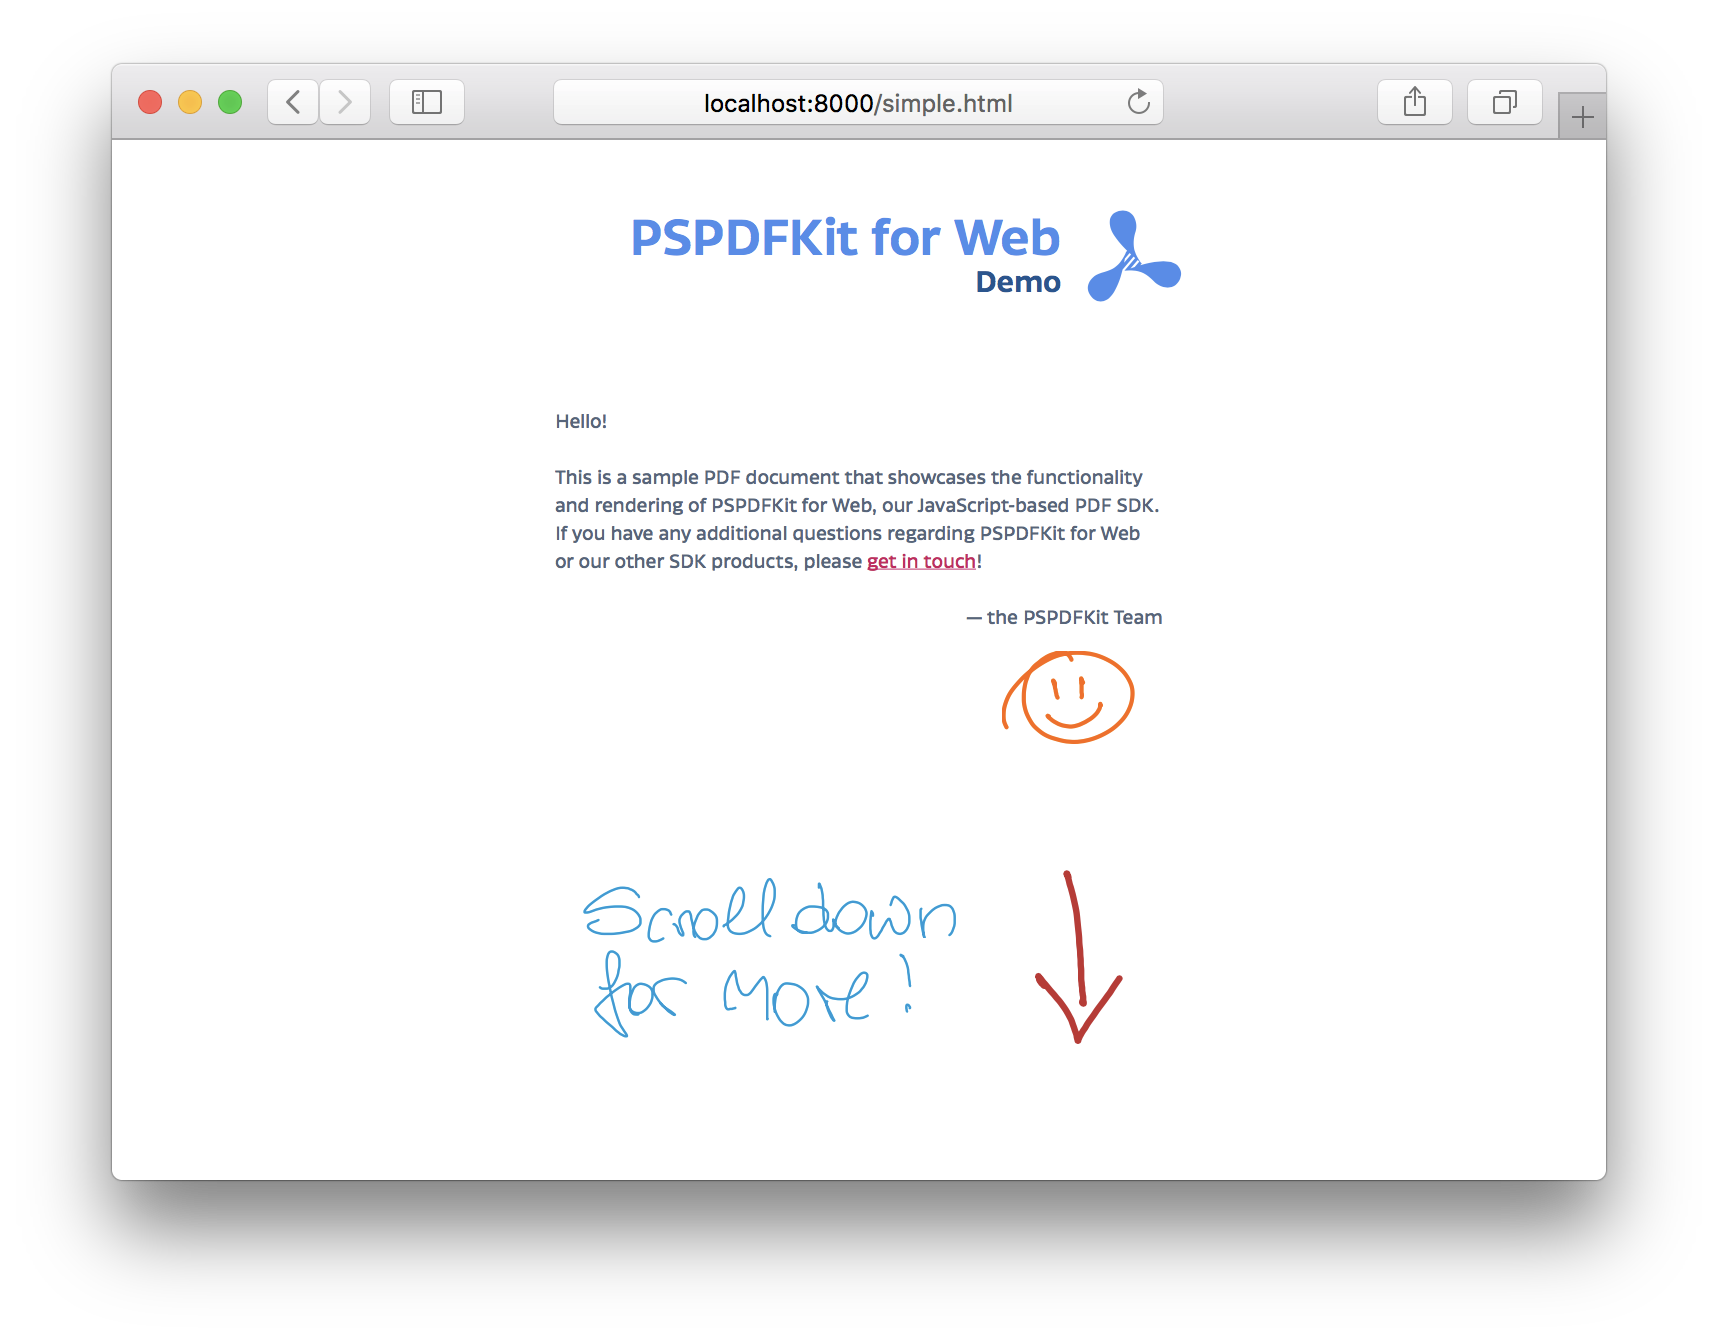 localhost:8000/simple.html
PSPDFKit for Web
Demo
Hello!
This is a sample PDF document that showcases the functionality
and rendering of PSPDFKit for Web, our JavaScript-based PDF SDK.
If you have any additional questions regarding PSPDFKit for Web
or our other SDK products, please get in touch!
— the PSPDFKit Team
Scroll down
for more!